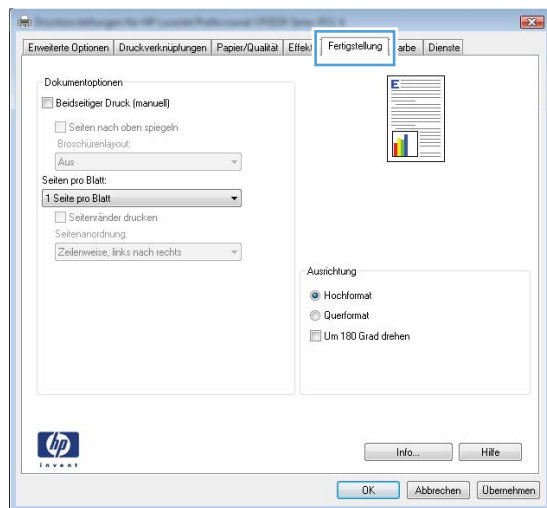 Erweiterte Optionen Druckverknüpfungen Papier/Qualität Effekt Fertigstellung arbe Dienste
Dokumentoptionen
Beidseitiger Druck (manuell)
Seiten nach oben spiegeln
Broschürenlayout:
Aus
Seiten pro Blatt:
1 Seite pro Blatt
Seitenränder drucken
Seitenanordnung:
Zeilenweise, links nach rechts
E
Ausrichtung
Hochformat
Querformat
Um 180 Grad drehen
hp
invent
Info... Hilfe
OK Abbrechen Übernehmen